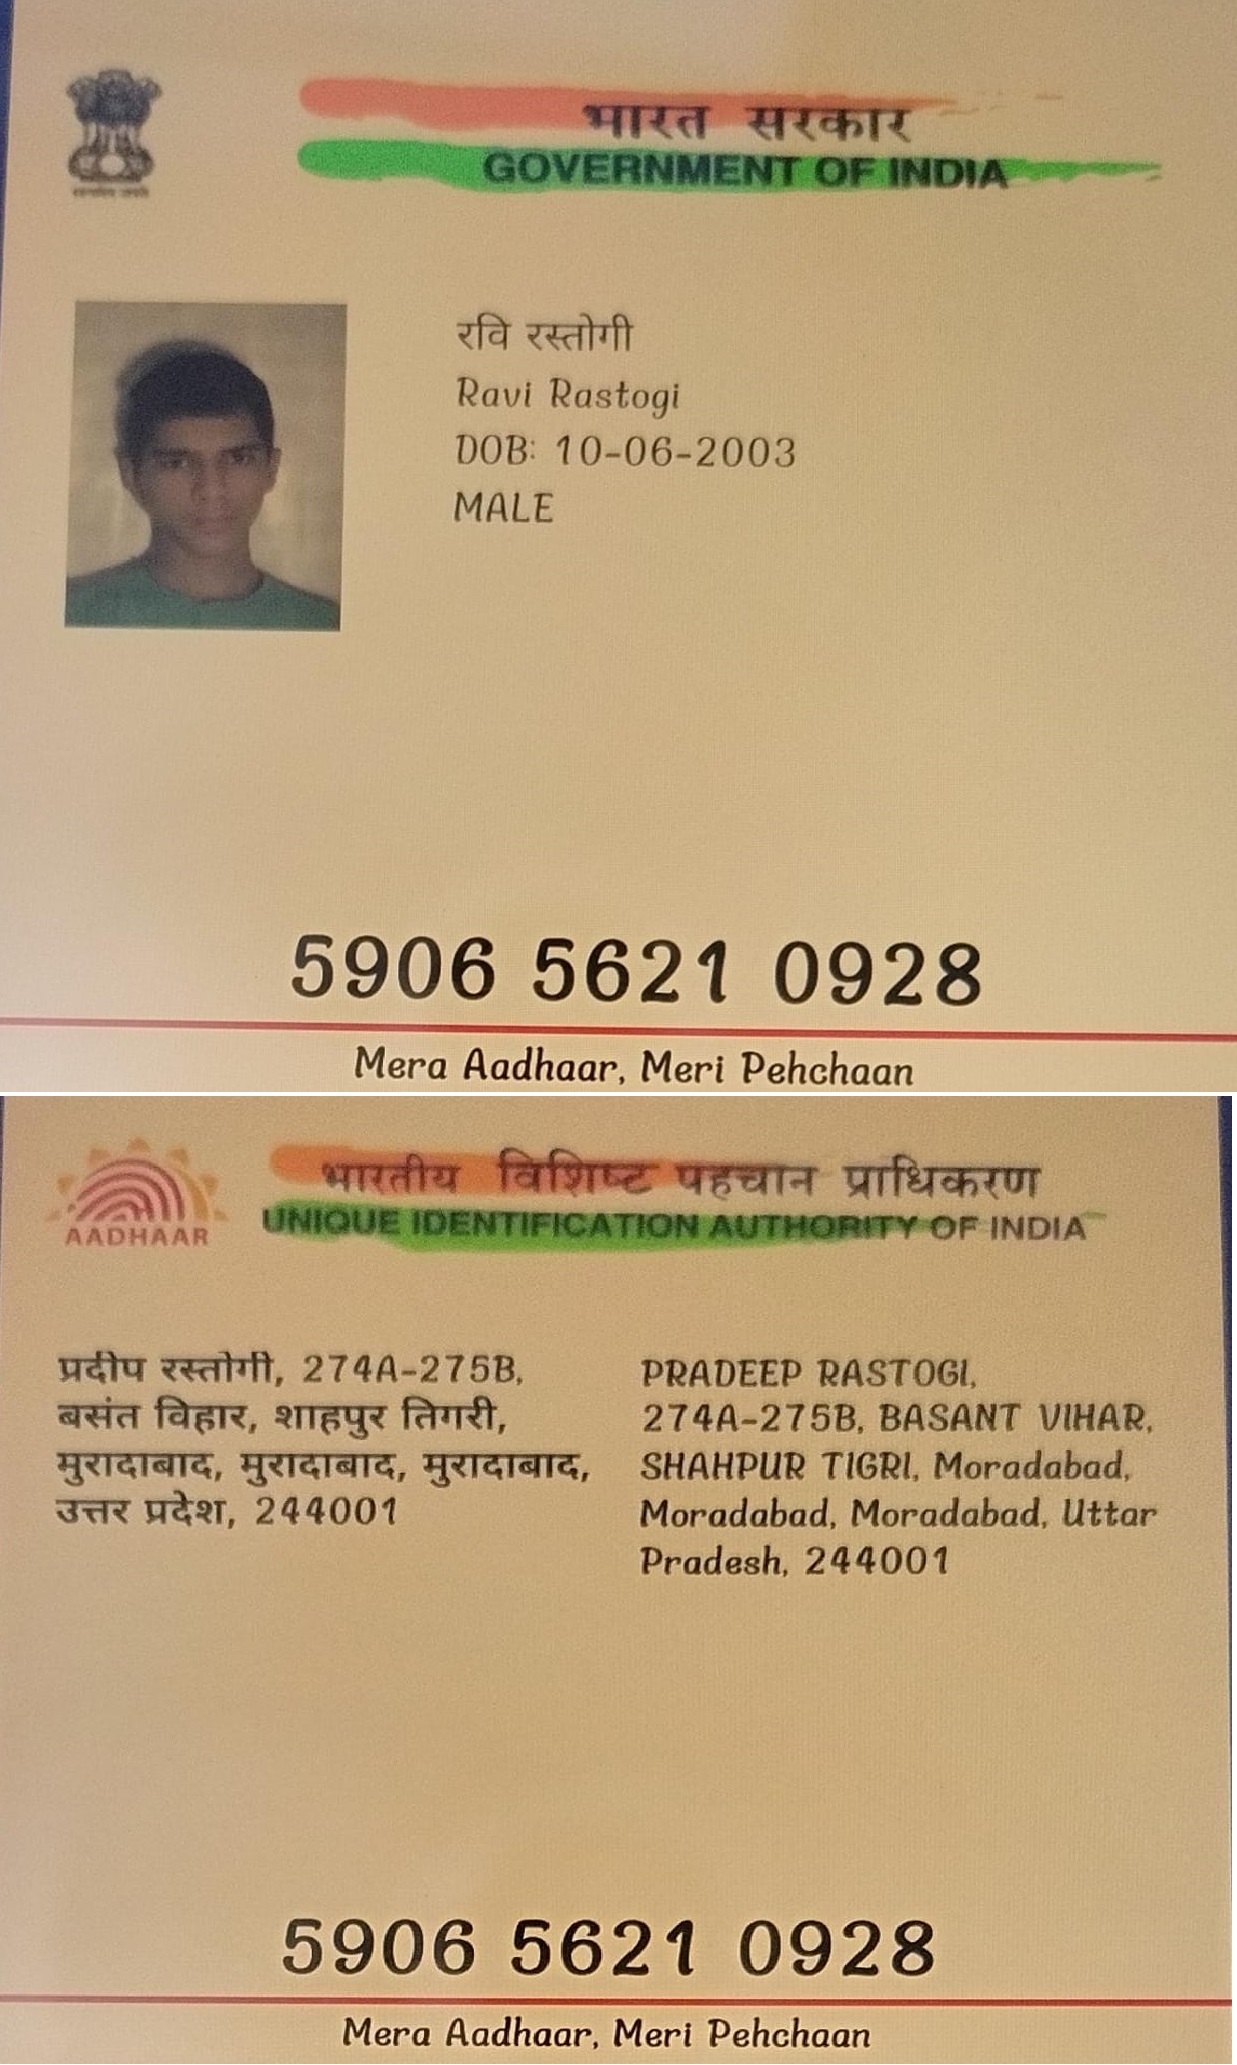 भारत सरकार
GOVERNMENT OF INDIA
रवि रस्तोगी
Ravi Rastogi
DOB: 10-06-2003
MALE
5906 5621 0928
Mera Aadhaar, Meri Pehchaan
भारतीय विशिष्ट पहचान प्राधिकरण
UNIQUE IDENTIFICATION AUTHORITY OF INDIA
AADHAAR
प्रदीप रस्तोगी, 274A-275B,
बसंत विहार, शाहपुर तिगरी,
मुरादाबाद, मुरादाबाद, मुरादाबाद,
उत्तर प्रदेश, 244001
PRADEEP RASTOGI,
274A-275B, BASANT VIHAR,
SHAHPUR TIGRI, Moradabad,
Moradabad, Moradabad, Uttar
Pradesh, 244001
5906 5621 0928
Mera Aadhaar, Meri Pehchaan